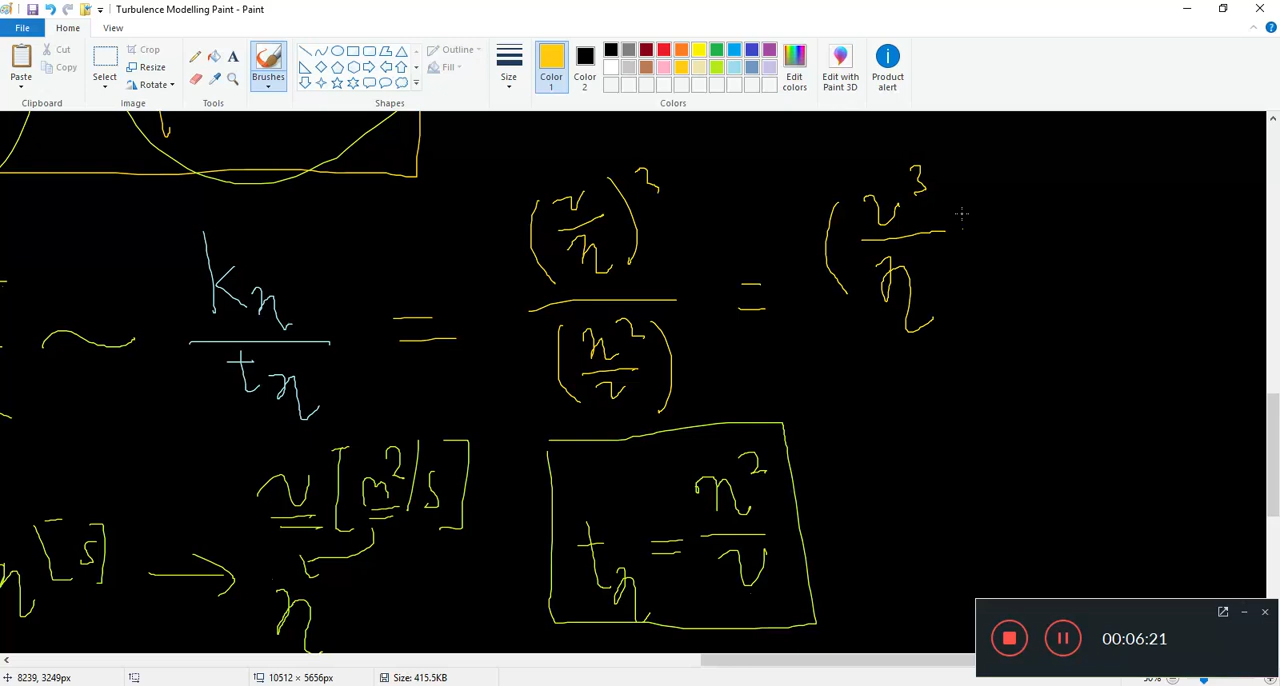 Turbulence Modelling Paint - Paint
File Home View
Paste Cut Copy Clipboard
Select Crop Resize Rotate Image
Tools
Brushes
Shapes Outline Fill
Size
Color 1 Color 2 Colors
Edit colors
Edit with Paint 3D
Product alert
∼ kη / tη = (ν/η)² / (η²/ν) = (ν³/η
η [s] → ν [m²/s] / η
tη = η²/ν
00:06:21
8239, 3249px 10512 × 5656px Size: 415.5KB